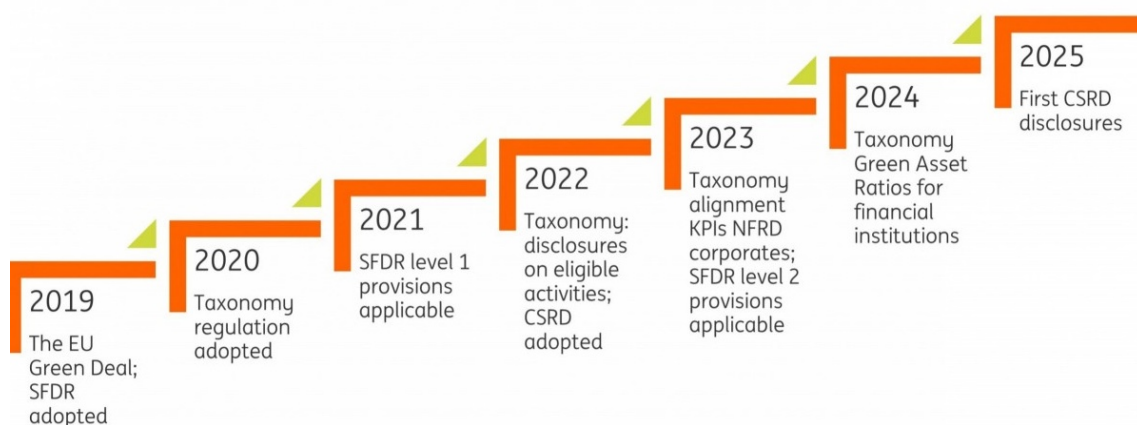 2019
The EU
Green Deal;
SFDR
adopted
2020
Taxonomy
regulation
adopted
2021
SFDR level 1
provisions
applicable
2022
Taxonomy:
disclosures
on eligible
activities;
CSRD
adopted
2023
Taxonomy
alignment
KPIs NFRD
corporates;
SFDR level 2
provisions
applicable
2024
Taxonomy
Green Asset
Ratios for
financial
institutions
2025
First CSRD
disclosures